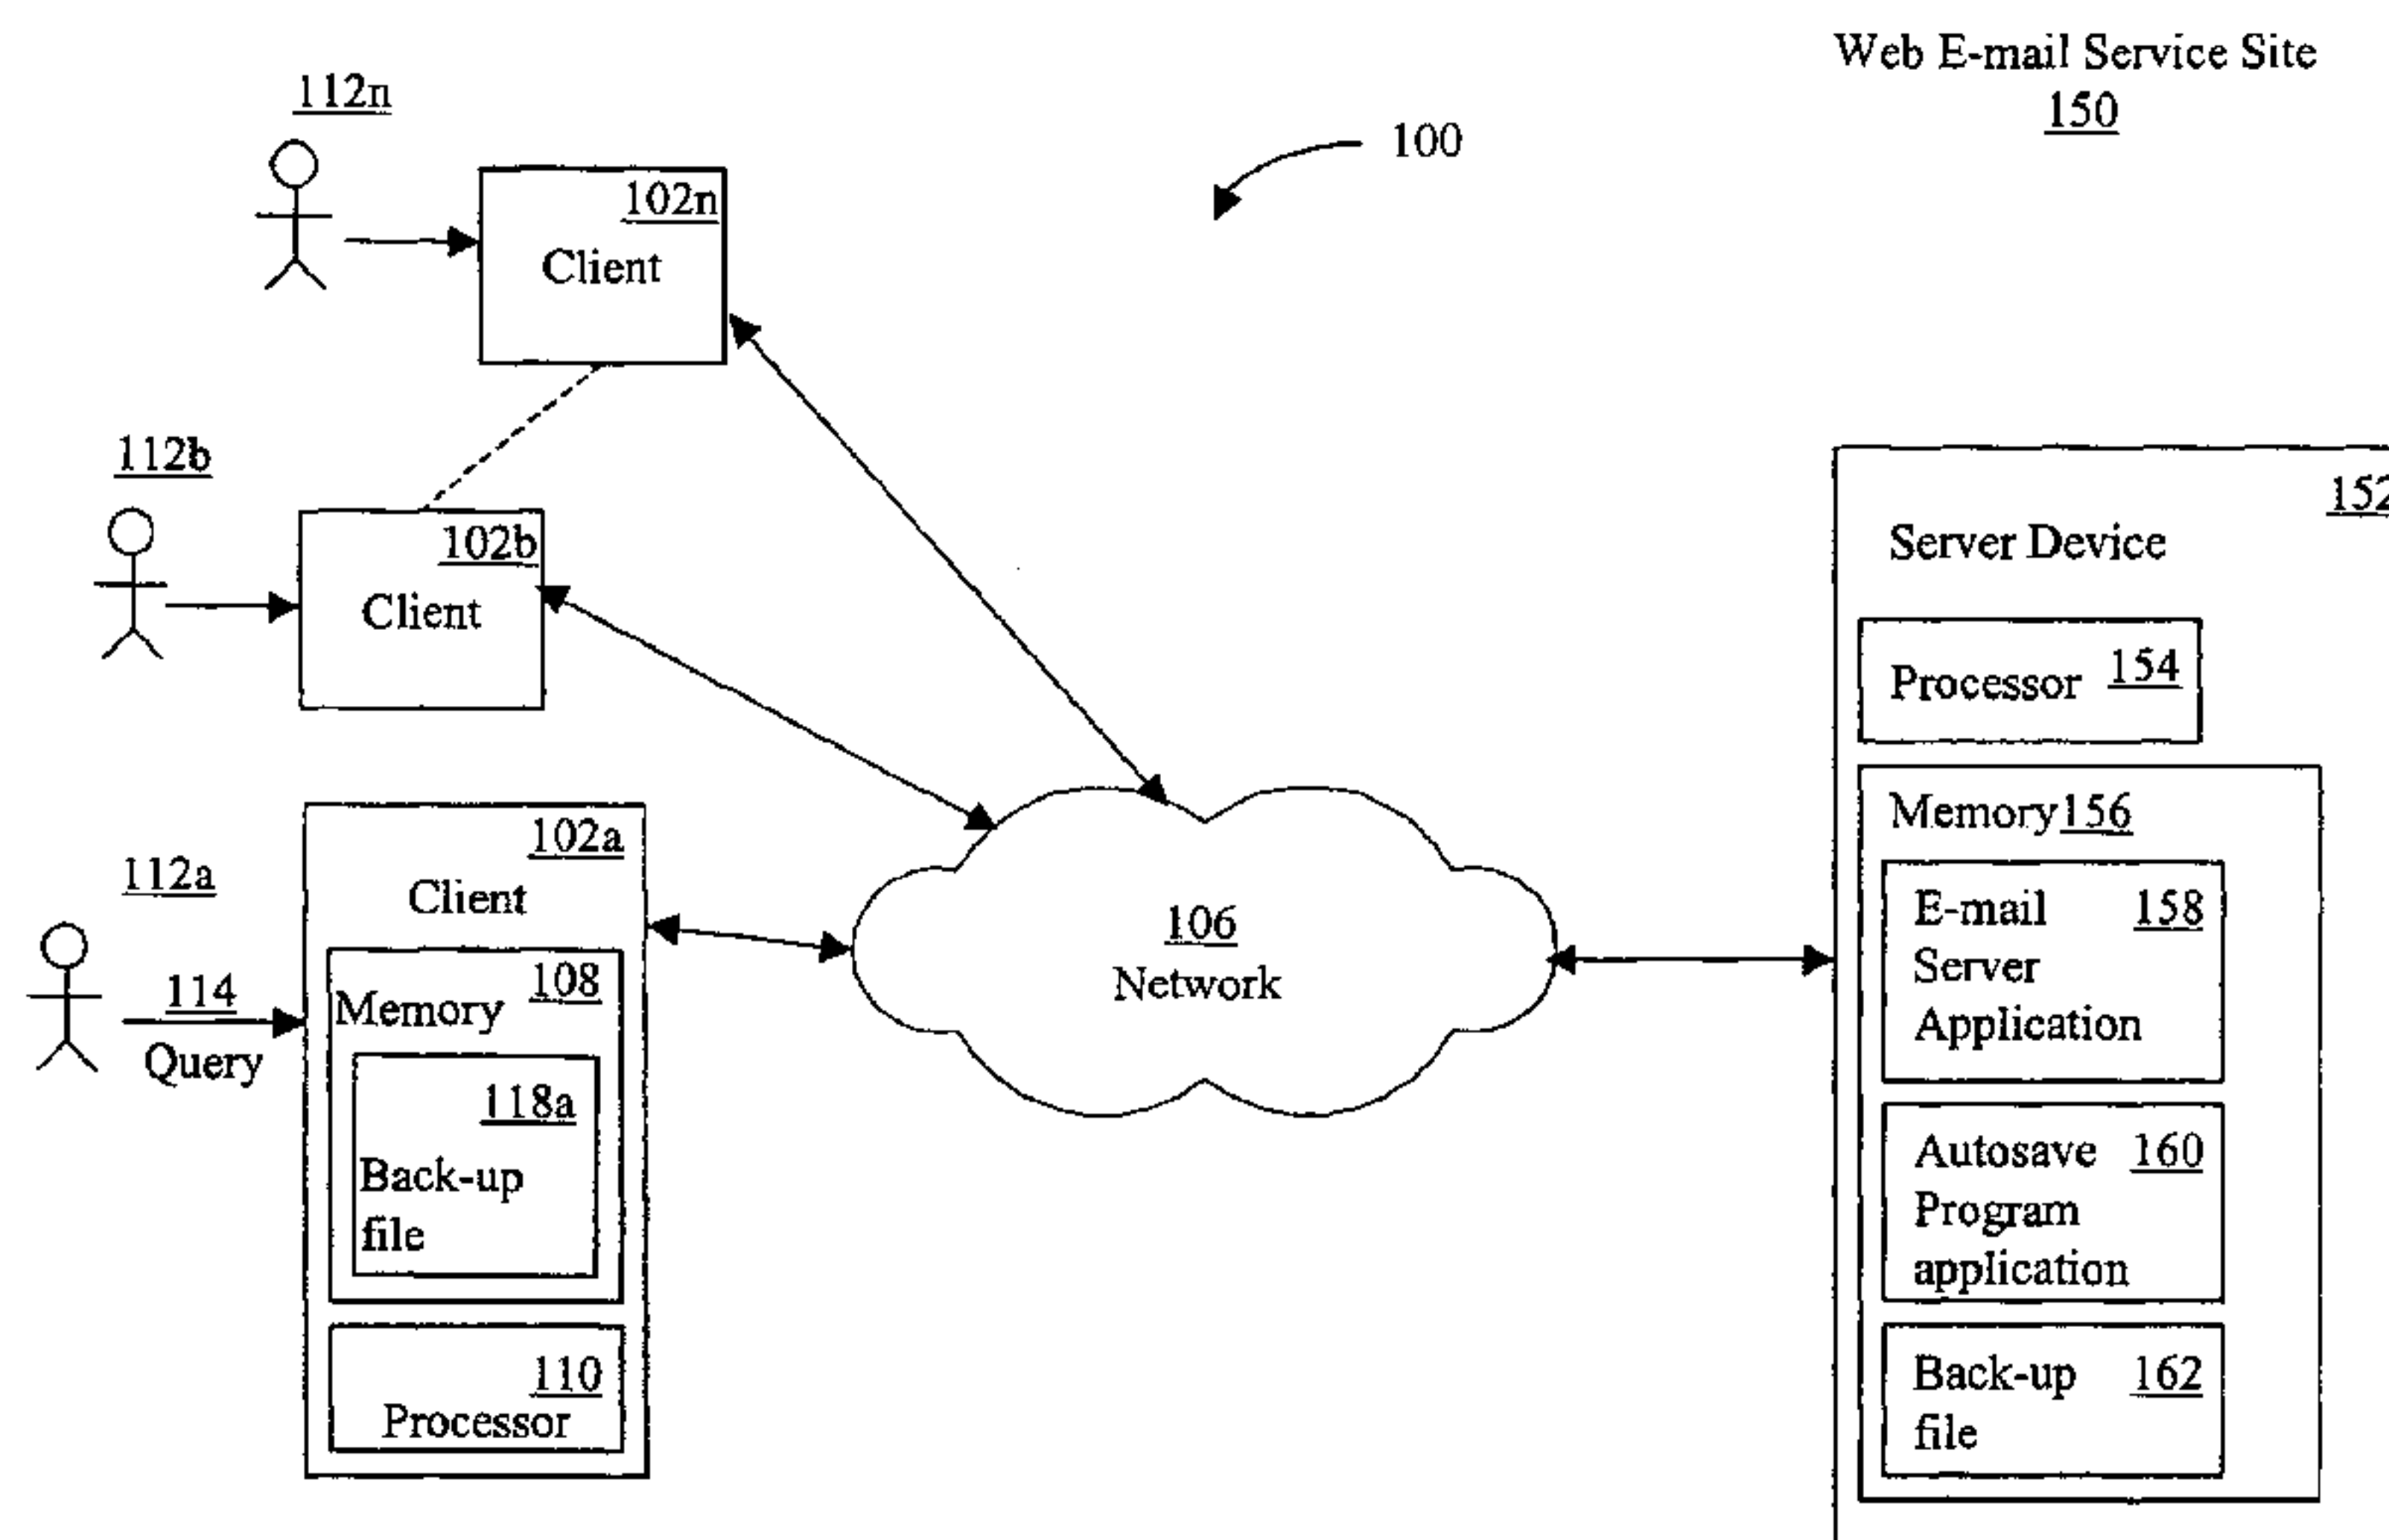 Web E-mail Service Site
150
112n
100
102n
Client
112b
102b
Client
152
Server Device
Processor 154
Memory 156
E-mail 158
Server
Application
Autosave 160
Program
application
Back-up 162
file
102a
Client
112a
114
Query
108
Memory
118a
Back-up
file
110
Processor
106
Network